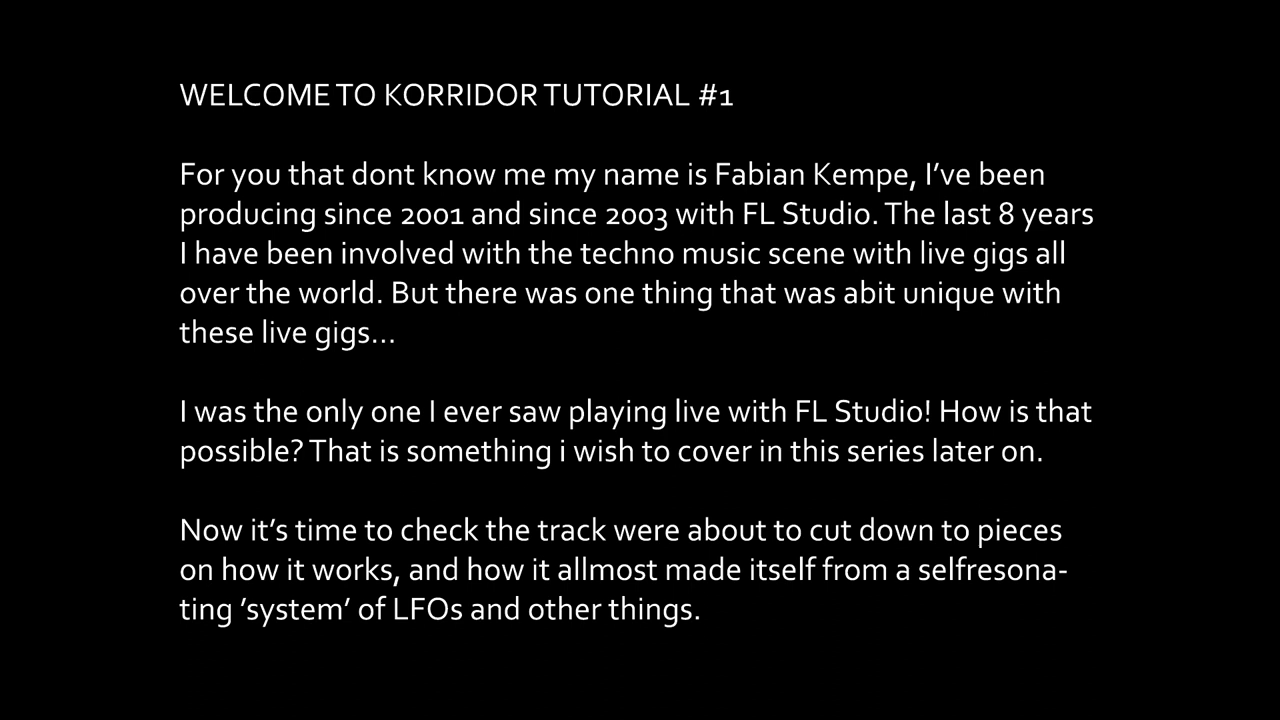 WELCOME TO KORRIDOR TUTORIAL #1
For you that dont know me my name is Fabian Kempe, I’ve been
producing since 2001 and since 2003 with FL Studio. The last 8 years
I have been involved with the techno music scene with live gigs all
over the world. But there was one thing that was abit unique with
these live gigs...
I was the only one I ever saw playing live with FL Studio! How is that
possible? That is something i wish to cover in this series later on.
Now it’s time to check the track were about to cut down to pieces
on how it works, and how it allmost made itself from a selfresona-
ting ’system’ of LFOs and other things.